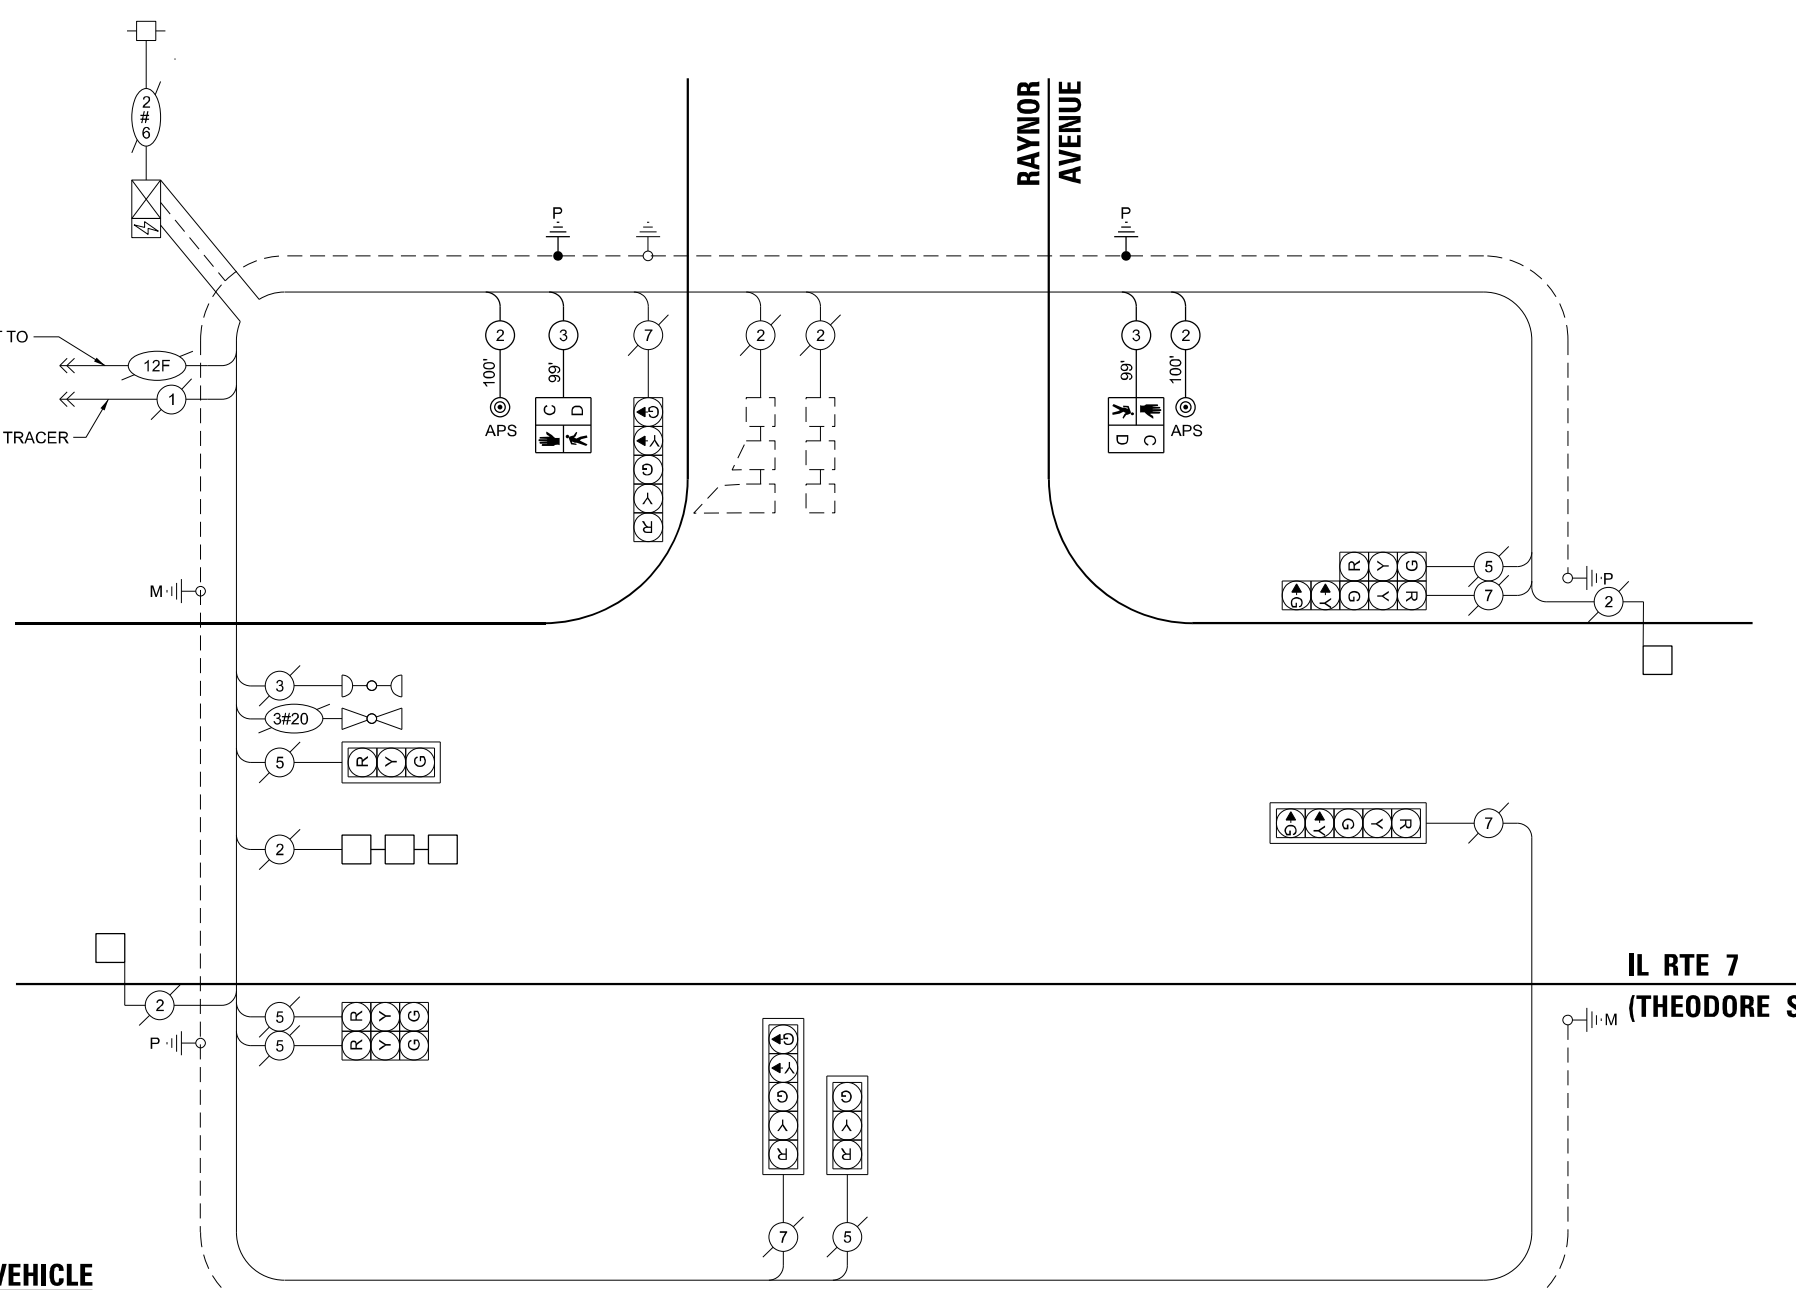 2
#
6
RAYNOR
AVENUE
P
P
T TO
12F
1
TRACER
2
3
7
2
2
3
2
100'
99'
99'
100'
APS
C D
G
Y
G
Y
R
D C
APS
M
R Y G
5
P
G Y G Y R
7
2
3
3#20
5
R Y G
2
G Y G Y R
7
IL RTE 7
(THEODORE S
2
5
R Y G
P
5
R Y G
M
G
Y
G
Y
R
G
Y
R
7
5
VEHICLE